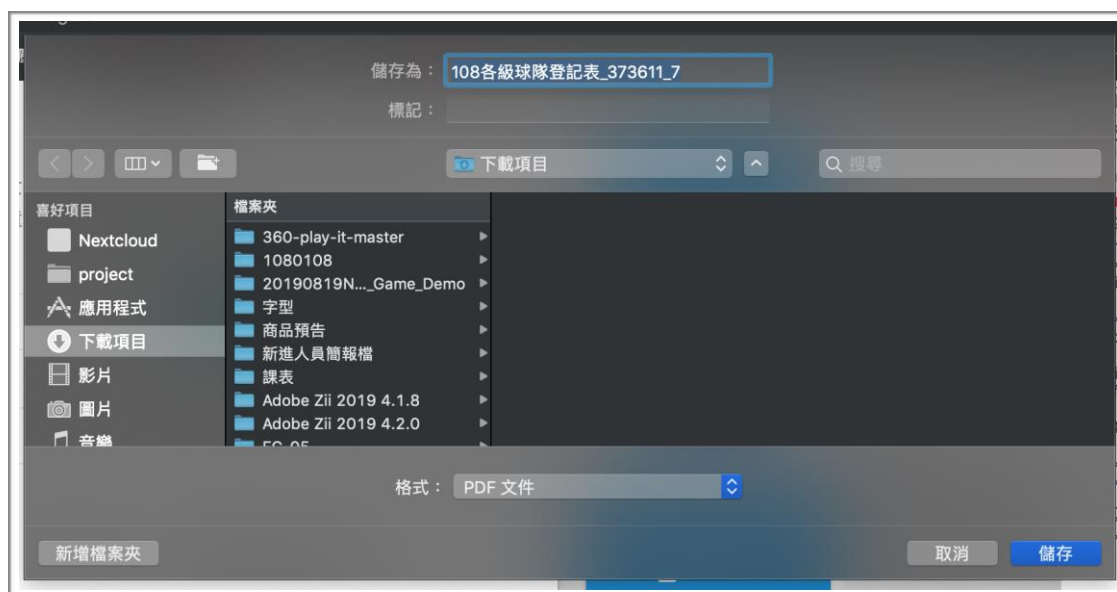 儲存為： 108各級球隊登記表_373611_7
標記：
下載項目
搜尋
喜好項目
Nextcloud
project
應用程式
下載項目
影片
圖片
音樂
檔案夾
360-play-it-master
1080108
20190819N..._Game_Demo
字型
商品預告
新進人員簡報檔
課表
Adobe Zii 2019 4.1.8
Adobe Zii 2019 4.2.0
格式： PDF 文件
新增檔案夾
取消
儲存